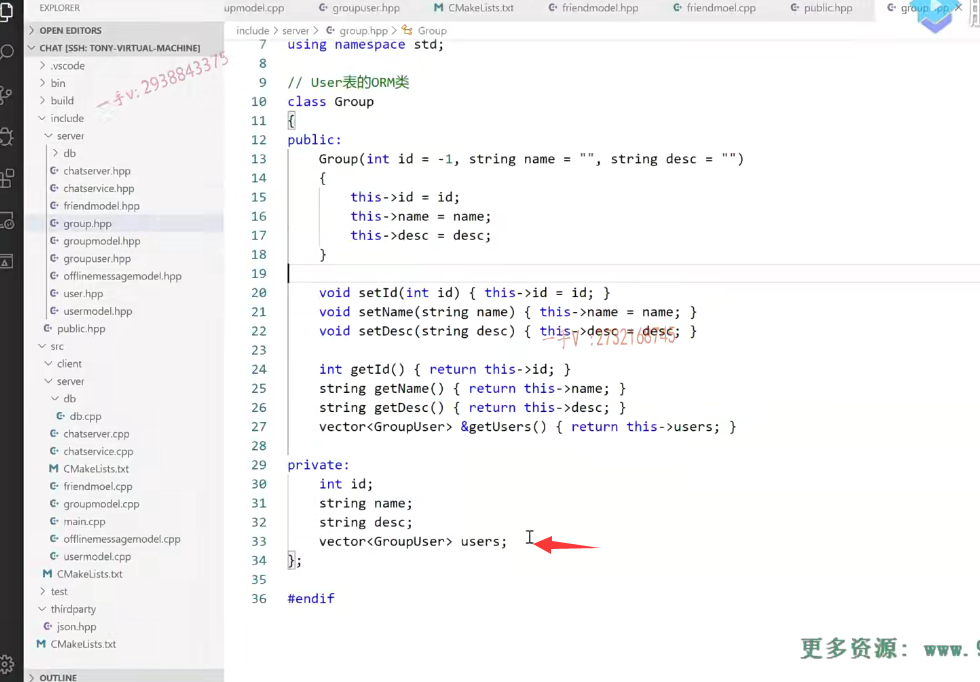 EXPLORER
upmodel.cpp
groupuser.hpp
CMakeLists.txt
friendmodel.hpp
friendmoel.cpp
public.hpp
OPEN EDITORS
CHAT [SSH: TONY-VIRTUAL-MACHINE]
.vscode
bin
build
include
server
db
chatserver.hpp
chatservice.hpp
friendmodel.hpp
group.hpp
groupmodel.hpp
groupuser.hpp
offlinemessagemodel.hpp
user.hpp
usermodel.hpp
public.hpp
src
client
server
db
db.cpp
chatserver.cpp
chatservice.cpp
CMakeLists.txt
friendmoel.cpp
groupmodel.cpp
main.cpp
offlinemessagemodel.cpp
usermodel.cpp
CMakeLists.txt
test
thirdparty
json.hpp
CMakeLists.txt
OUTLINE
一手v: 2938843375
include > server > group.hpp > Group
7 using namespace std;
8
9 // User表的ORM类
10 class Group
11 {
12 public:
13 Group(int id = -1, string name = "", string desc = "")
14 {
15 this->id = id;
16 this->name = name;
17 this->desc = desc;
18 }
19
20 void setId(int id) { this->id = id; }
21 void setName(string name) { this->name = name; }
22 void setDesc(string desc) { this->desc = desc; }
23
24 int getId() { return this->id; }
25 string getName() { return this->name; }
26 string getDesc() { return this->desc; }
27 vector<GroupUser> &getUsers() { return this->users; }
28
29 private:
30 int id;
31 string name;
32 string desc;
33 vector<GroupUser> users;
34 };
35
36 #endif
更多资源: www.